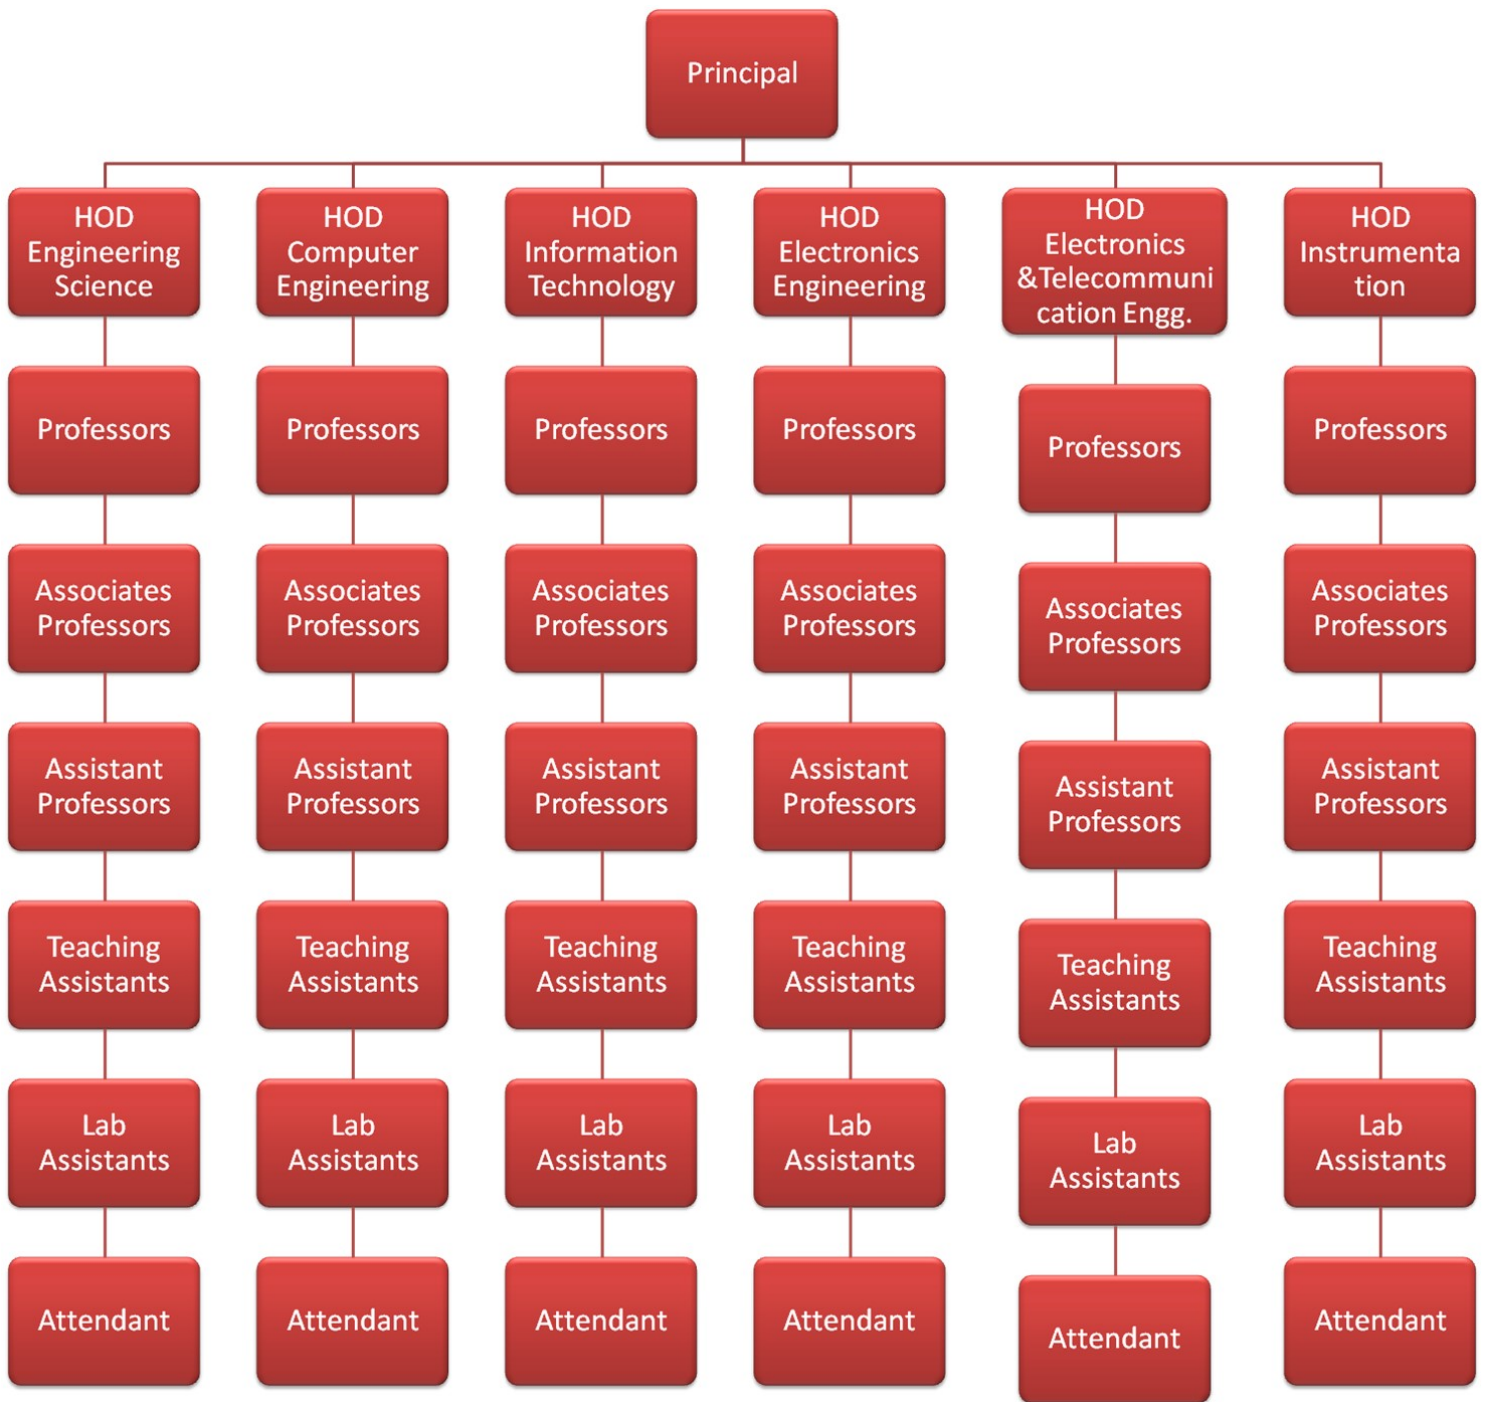 Principal
HOD
Engineering
Science
HOD
Computer
Engineering
HOD
Information
Technology
HOD
Electronics
Engineering
HOD
Electronics
&Telecommuni
cation Engg.
HOD
Instrumenta
tion
Professors
Professors
Professors
Professors
Professors
Professors
Associates
Professors
Associates
Professors
Associates
Professors
Associates
Professors
Associates
Professors
Associates
Professors
Assistant
Professors
Assistant
Professors
Assistant
Professors
Assistant
Professors
Assistant
Professors
Assistant
Professors
Teaching
Assistants
Teaching
Assistants
Teaching
Assistants
Teaching
Assistants
Teaching
Assistants
Teaching
Assistants
Lab
Assistants
Lab
Assistants
Lab
Assistants
Lab
Assistants
Lab
Assistants
Lab
Assistants
Attendant
Attendant
Attendant
Attendant
Attendant
Attendant